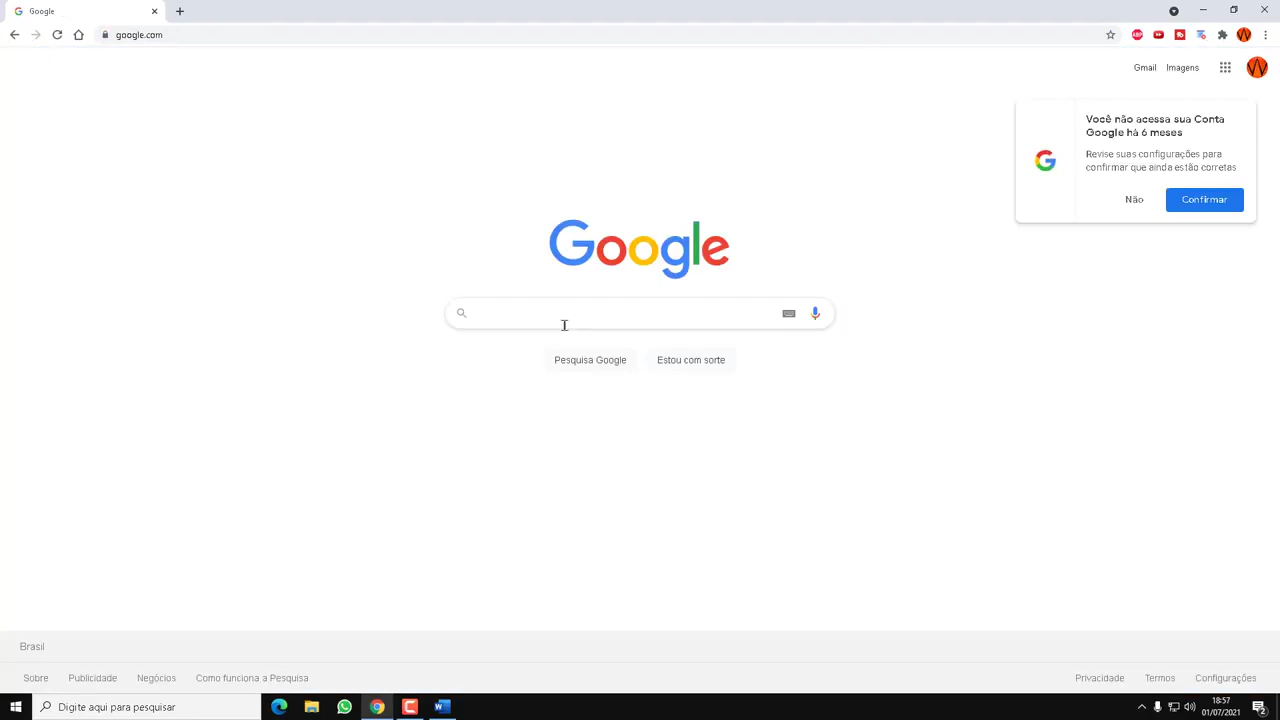 Google
google.com
ABP
Gmail Imagens
Você não acessa sua Conta
Google há 6 meses
Revise suas configurações para
confirmar que ainda estão corretas
Não Confirmar
Google
Pesquisa Google Estou com sorte
Brasil
Sobre Publicidade Negócios Como funciona a Pesquisa
Privacidade Termos Configurações
Digite aqui para pesquisar
18:57
01/07/2021
2